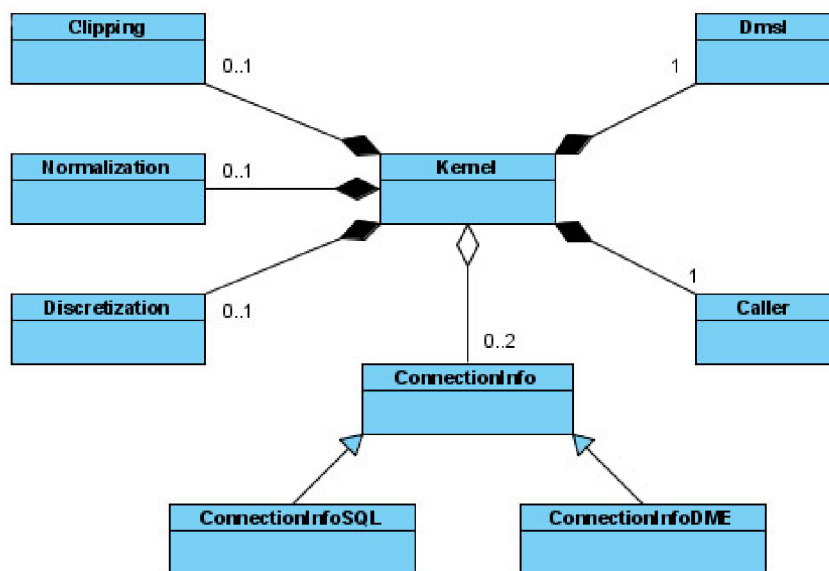 Clipping
Dmsl
0..1
1
Normalization
0..1
Kernel
Discretization
0..1
1
Caller
0..2
ConnectionInfo
ConnectionInfoSQL
ConnectionInfoDME